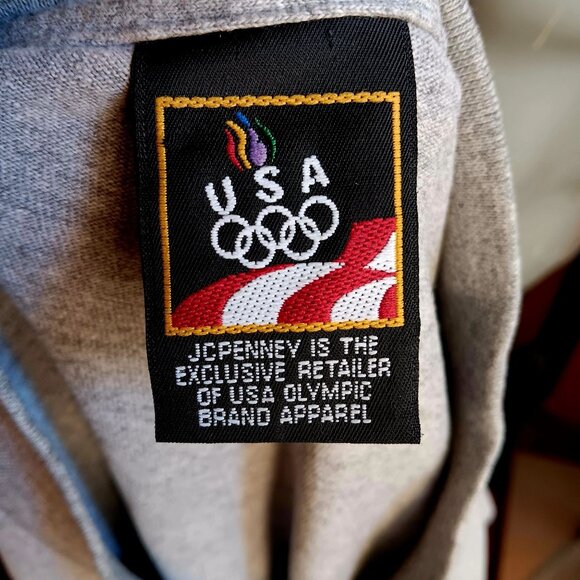 USA
JCPENNEY IS THE
EXCLUSIVE RETAILER
OF USA OLYMPIC
BRAND APPAREL